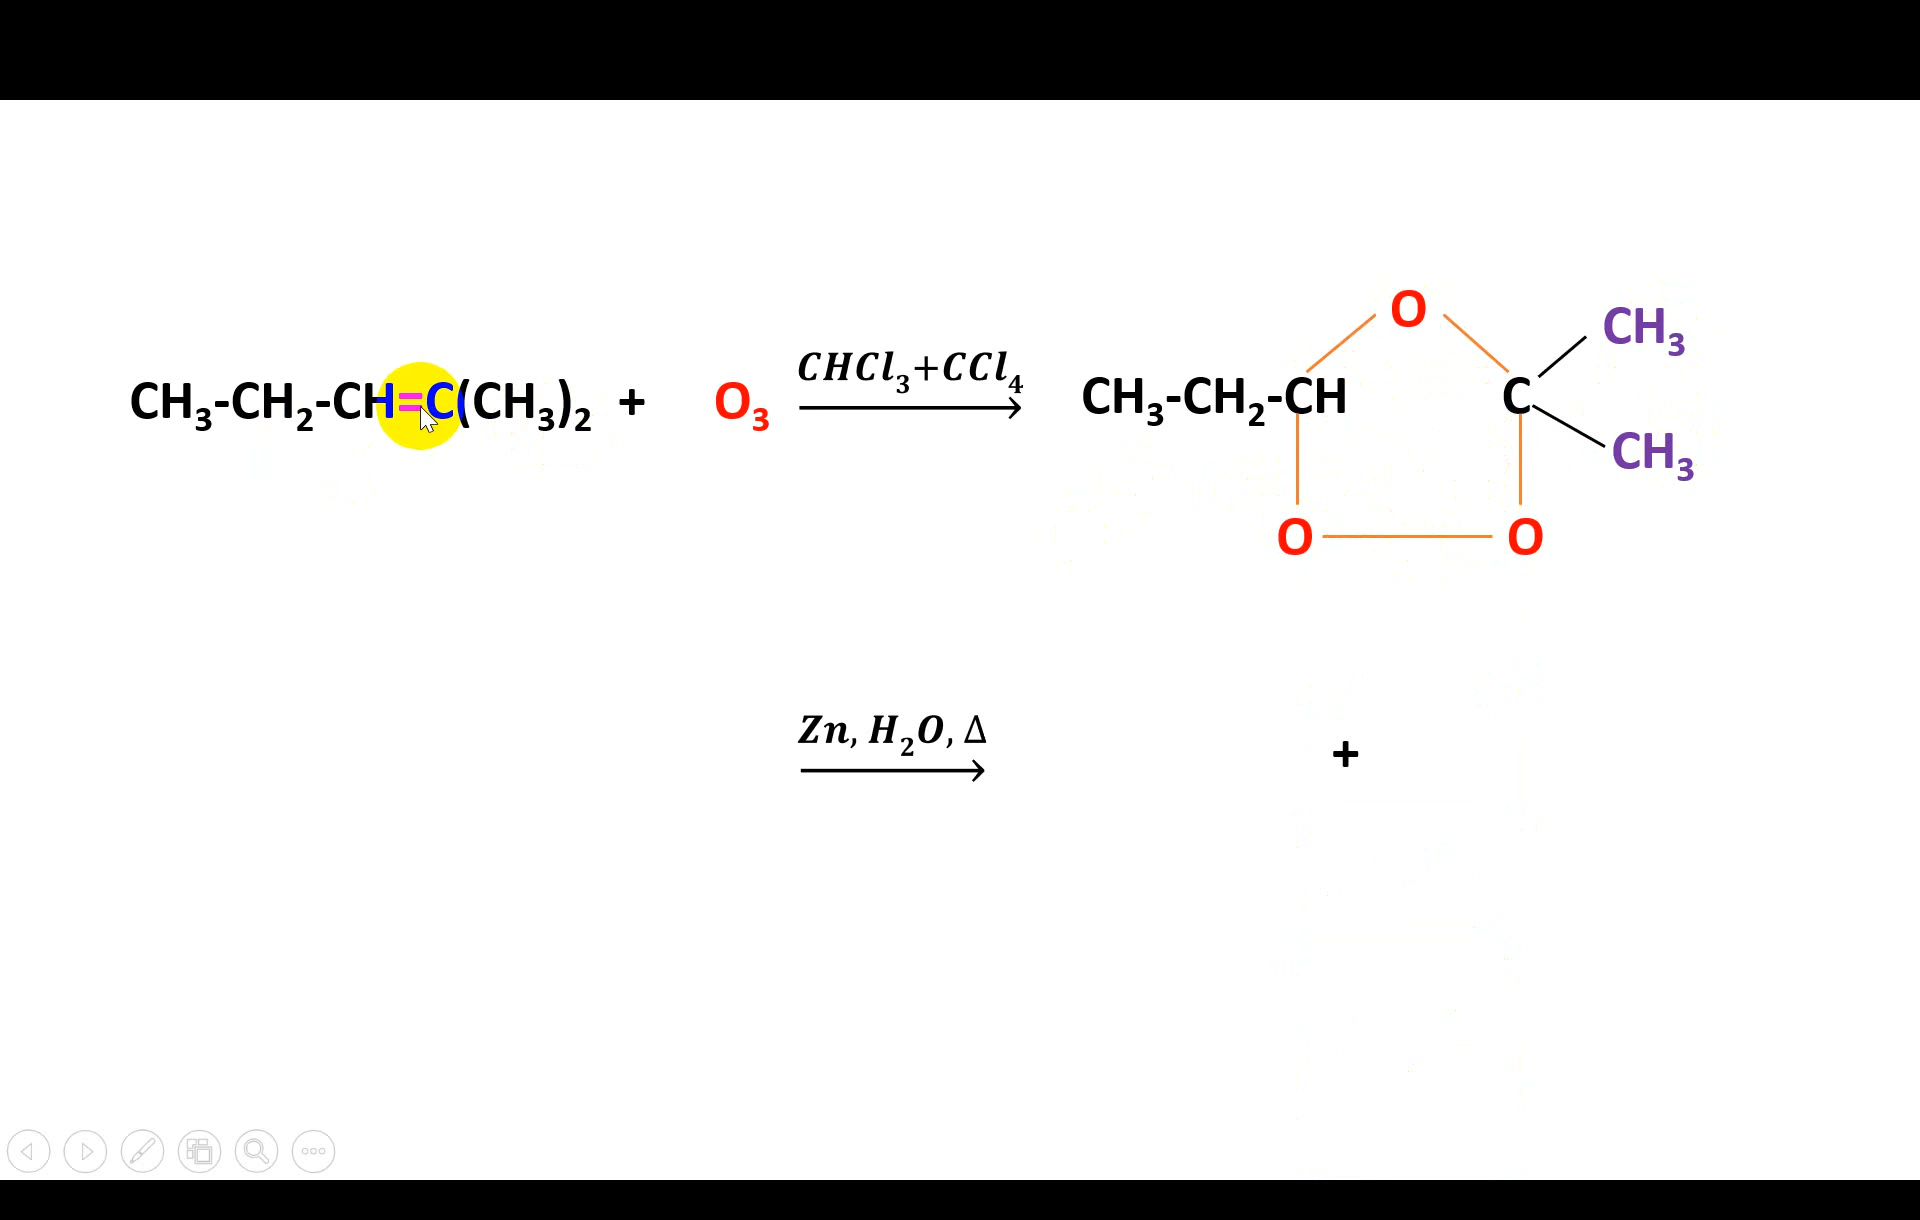 O
CH₃
CH₃-CH₂-CH=C(CH₃)₂ + O₃ CHCl₃+CCl₄ → CH₃-CH₂-CH C
CH₃
O O
Zn, H₂O, Δ → +